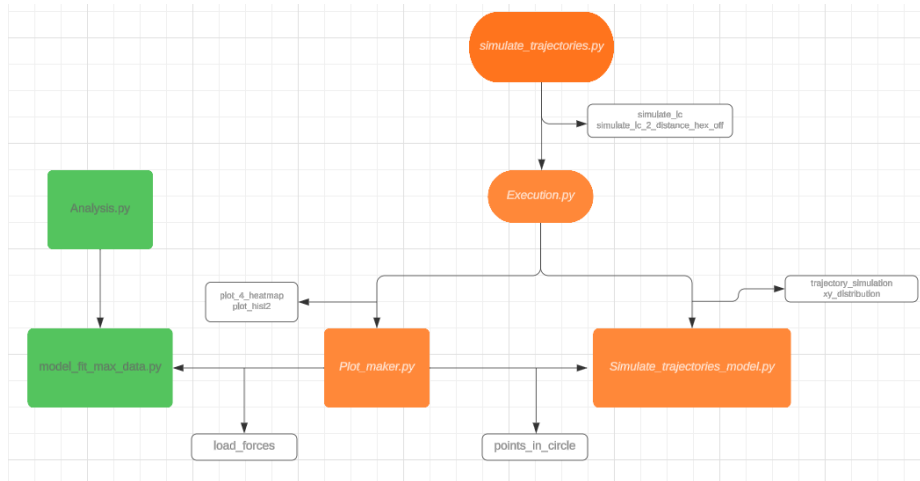 simulate_trajectories.py
simulate_lc
simulate_lc_2_distance_hex_off
Execution.py
Analysis.py
plot_4_heatmap
plot_hist2
trajectory_simulation
xy_distribution
model_fit_max_data.py
Plot_maker.py
Simulate_trajectories_model.py
load_forces
points_in_circle